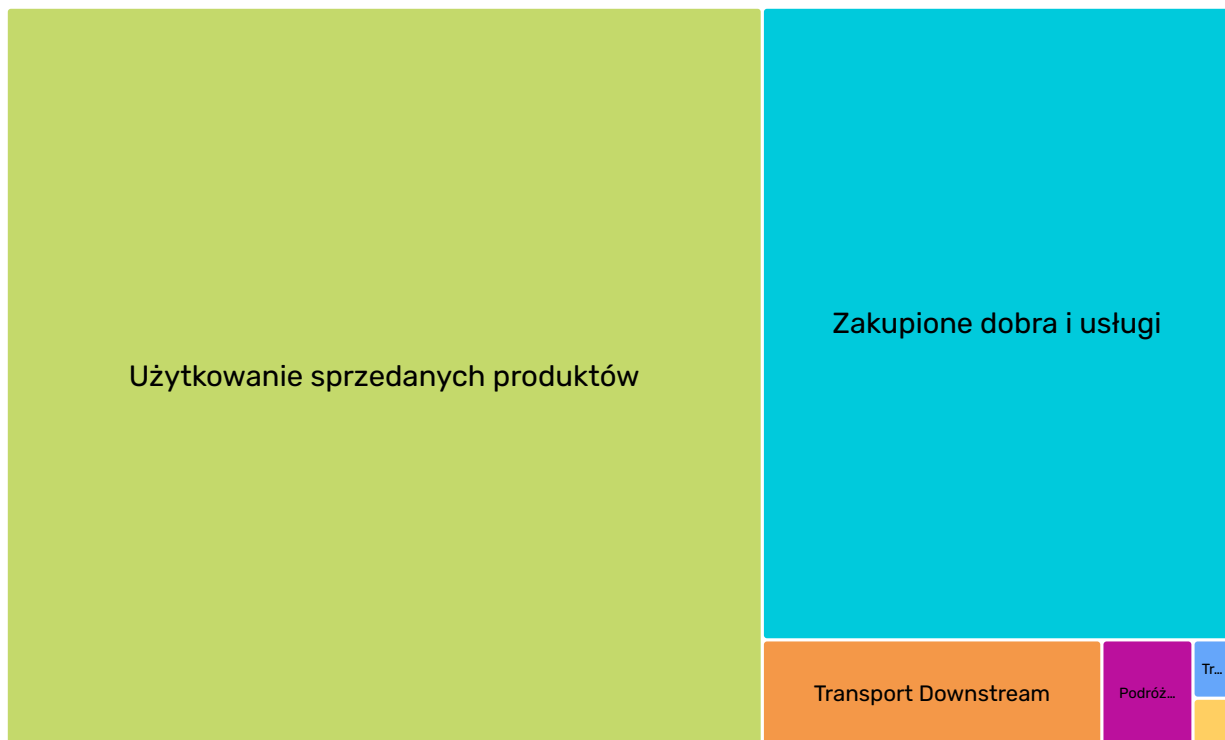 Użytkowanie sprzedanych produktów
Zakupione dobra i usługi
Transport Downstream
Podróż...
Tr...